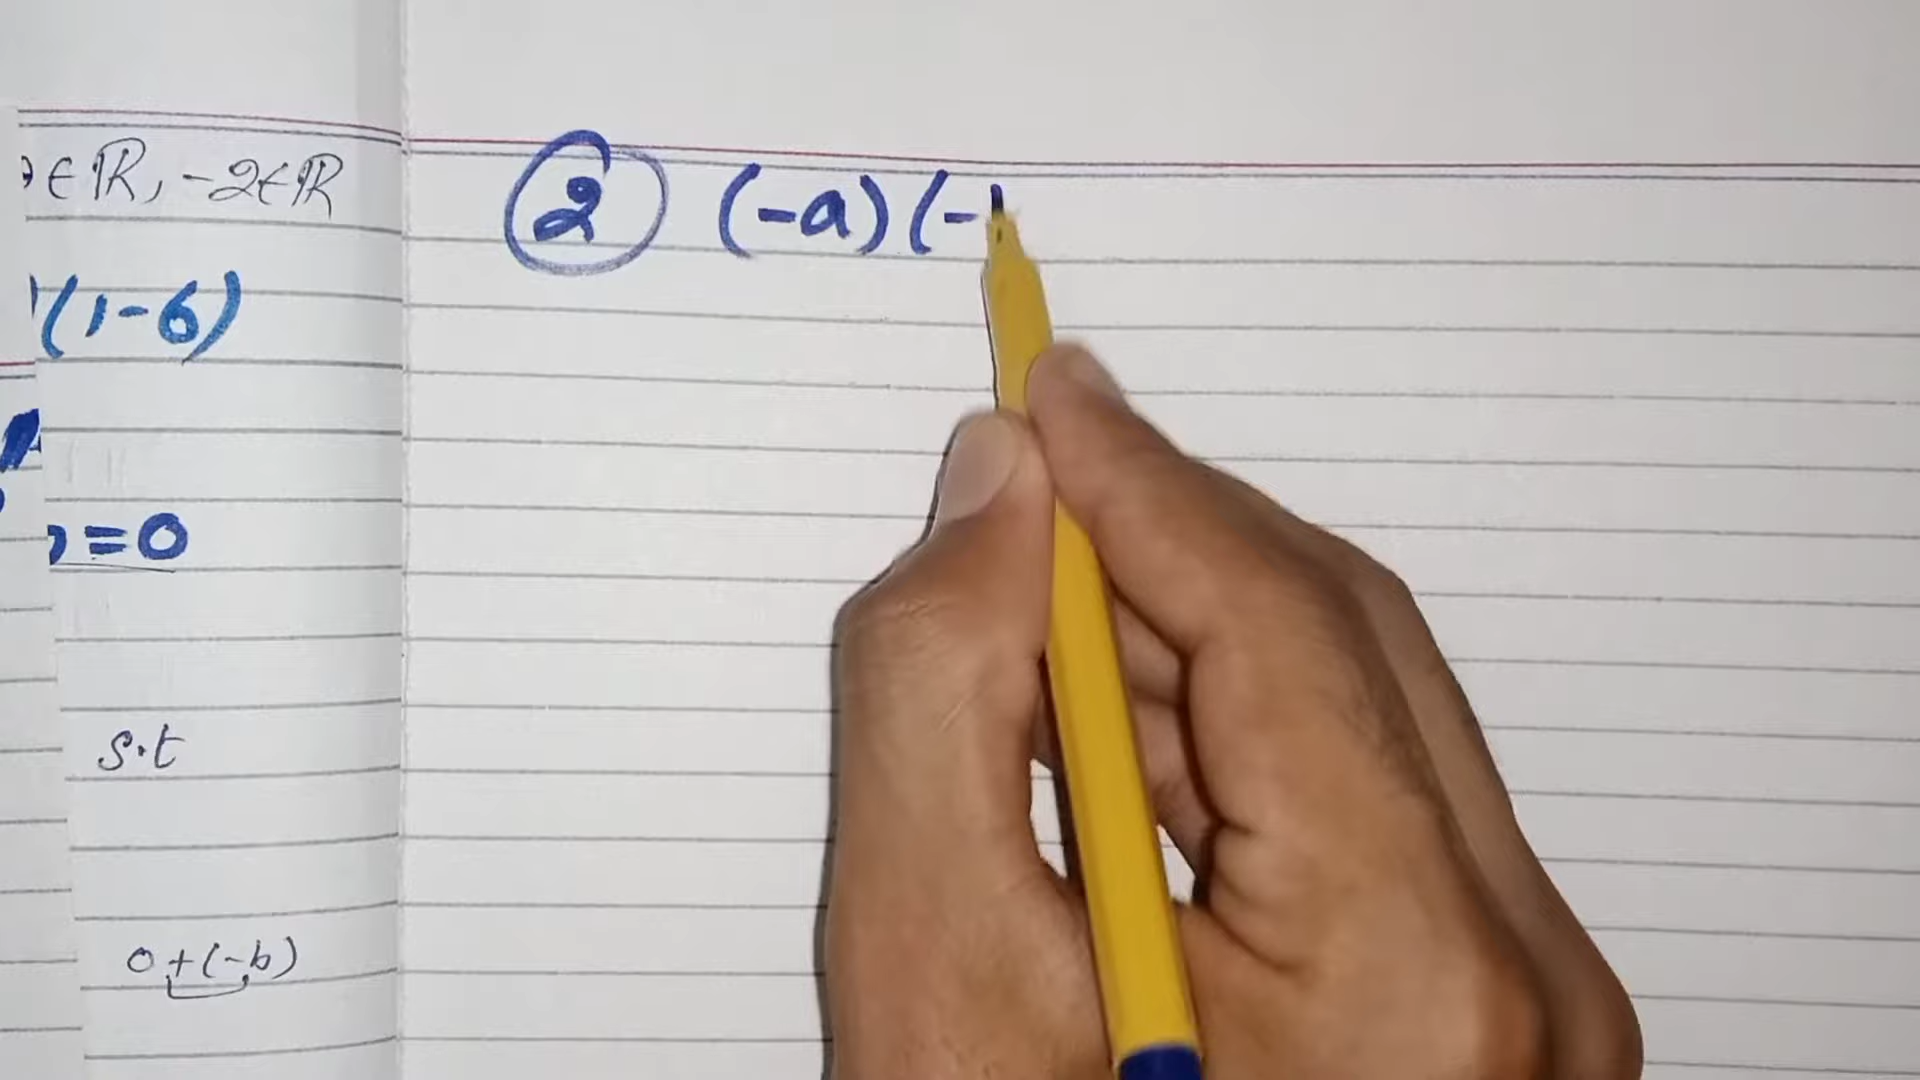 ∈ℝ, -2∈ℝ
(1-6)
=0
s.t
0+(-b)
② (-a)(-